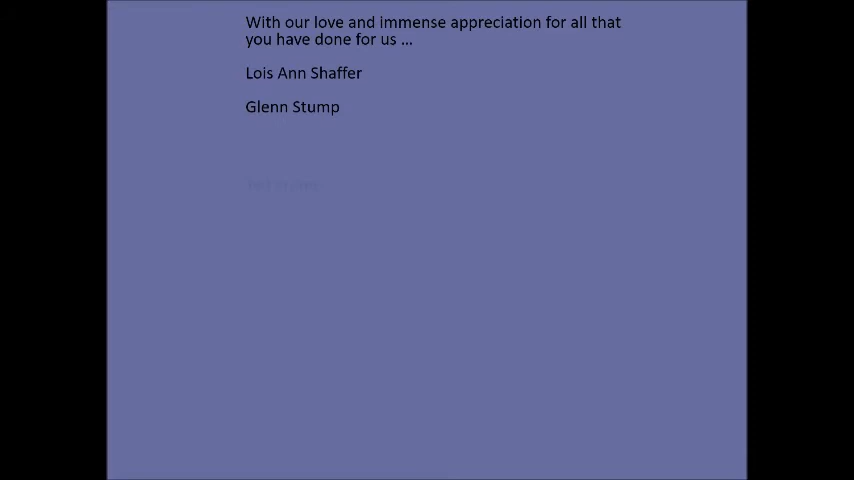 With our love and immense appreciation for all that
you have done for us ...
Lois Ann Shaffer
Glenn Stump